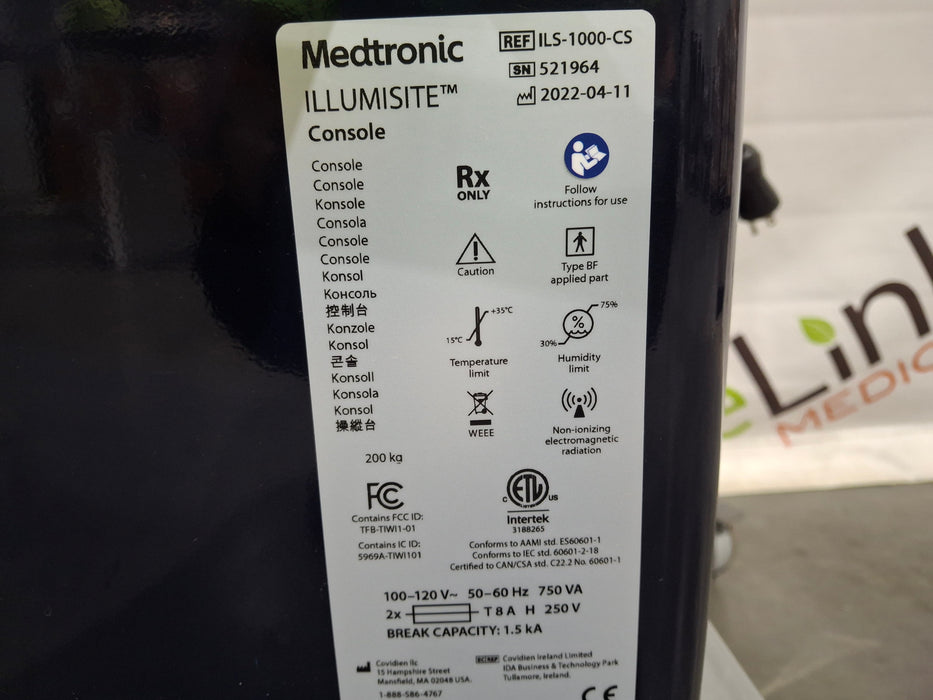 Medtronic
REF ILS-1000-CS
SN 521964
2022-04-11
ILLUMISITE™
Console
Console
Console
Konsole
Consola
Console
Console
Konsol
Консоль
控制台
Konzole
Konsol
콘솔
Konsoll
Konsola
Konsol
操縱台
200 kg
Rx
ONLY
Follow
instructions for use
Caution
Type BF
applied part
+35°C
15°C
Temperature
limit
75%
%
30%
Humidity
limit
WEEE
Non-ionizing
electromagnetic
radiation
FC
Contains FCC ID:
TFB-TIWI1-01
Contains IC ID:
5969A-TIWI101
ETL
C US
Intertek
3188265
Conforms to AAMI std. ES60601-1
Conforms to IEC std. 60601-2-18
Certified to CAN/CSA std. C22.2 No. 60601-1
100–120 V~ 50–60 Hz 750 VA
2x T 8 A H 250 V
BREAK CAPACITY: 1.5 kA
Covidien llc
15 Hampshire Street
Mansfield, MA 02048 USA.
1-888-586-4767
EC REP Covidien Ireland Limited
IDA Business & Technology Park
Tullamore, Ireland.
CE
eLink
MEDIC